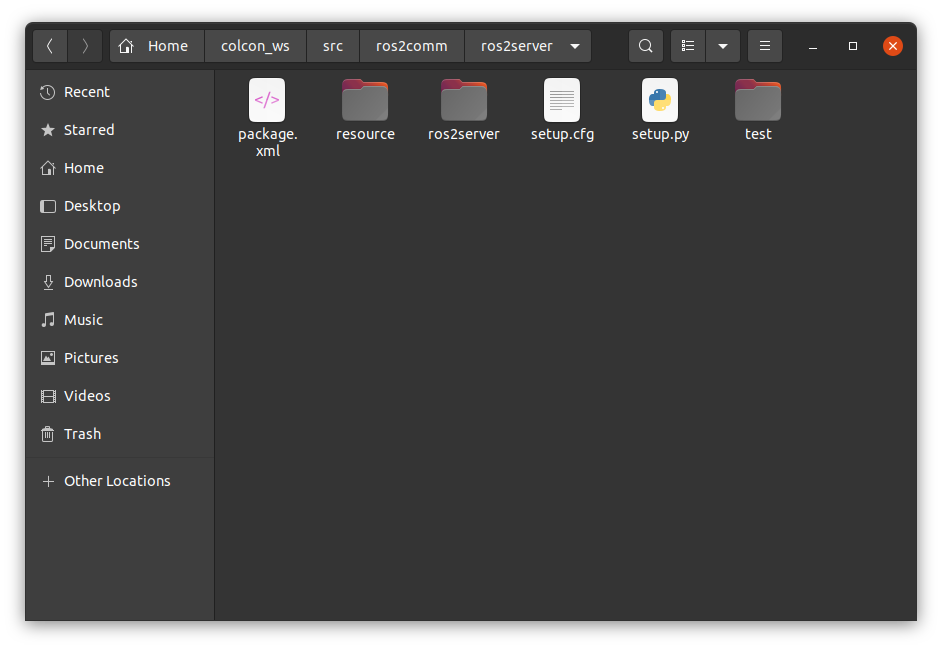 Home colcon_ws src ros2comm ros2server
Recent
Starred
Home
Desktop
Documents
Downloads
Music
Pictures
Videos
Trash
Other Locations
package.
xml
resource
ros2server
setup.cfg
setup.py
test